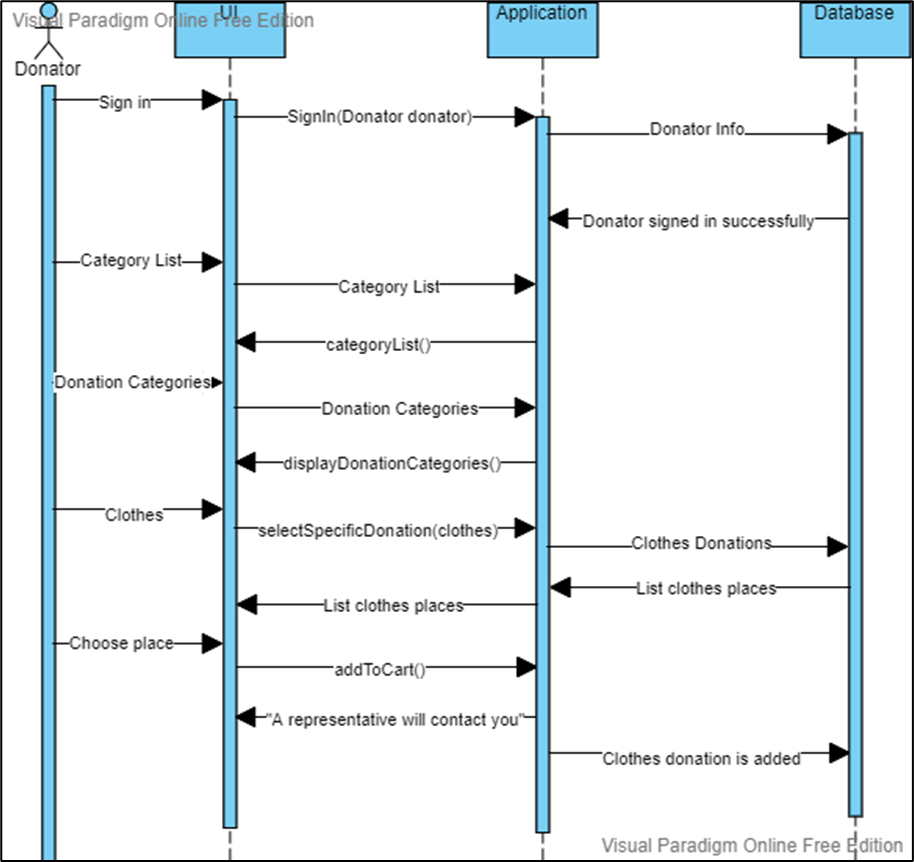 Visual Paradigm Online Free Edition
UI
Application
Database
Donator
Sign in
SignIn(Donator donator)
Donator Info
Donator signed in successfully
Category List
Category List
categoryList()
Donation Categories
Donation Categories
displayDonationCategories()
Clothes
selectSpecificDonation(clothes)
Clothes Donations
List clothes places
List clothes places
Choose place
addToCart()
"A representative will contact you"
Clothes donation is added
Visual Paradigm Online Free Edition